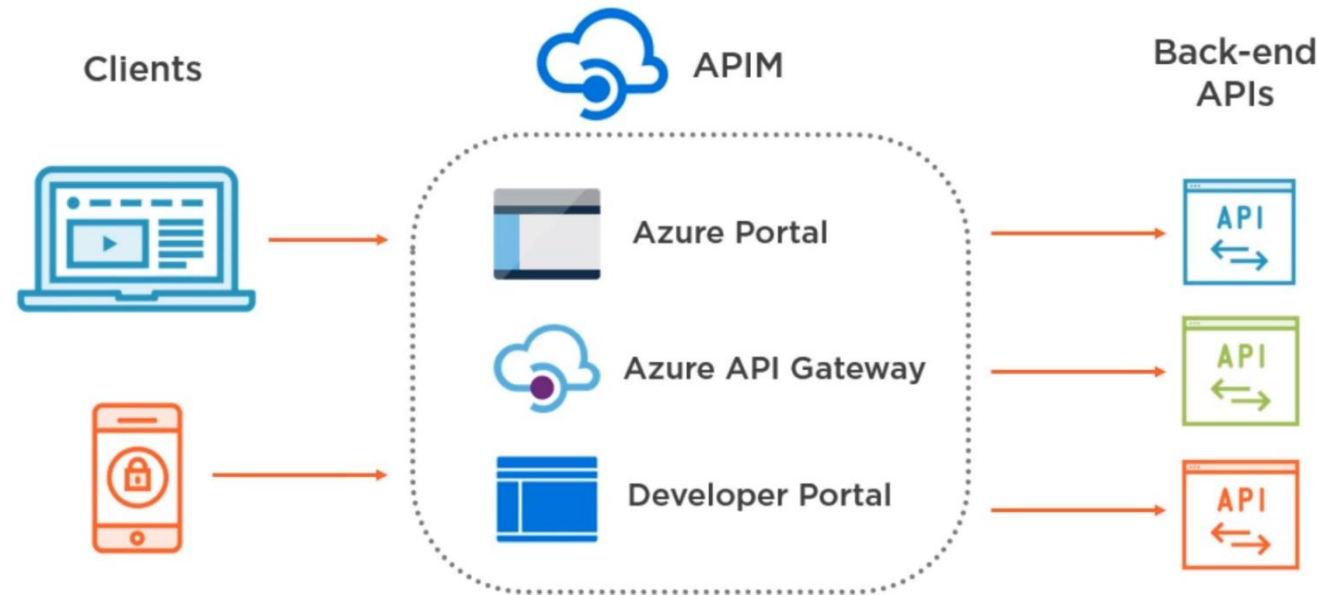 Clients
APIM
Back-end
APIs
Azure Portal
API
Azure API Gateway
API
Developer Portal
API